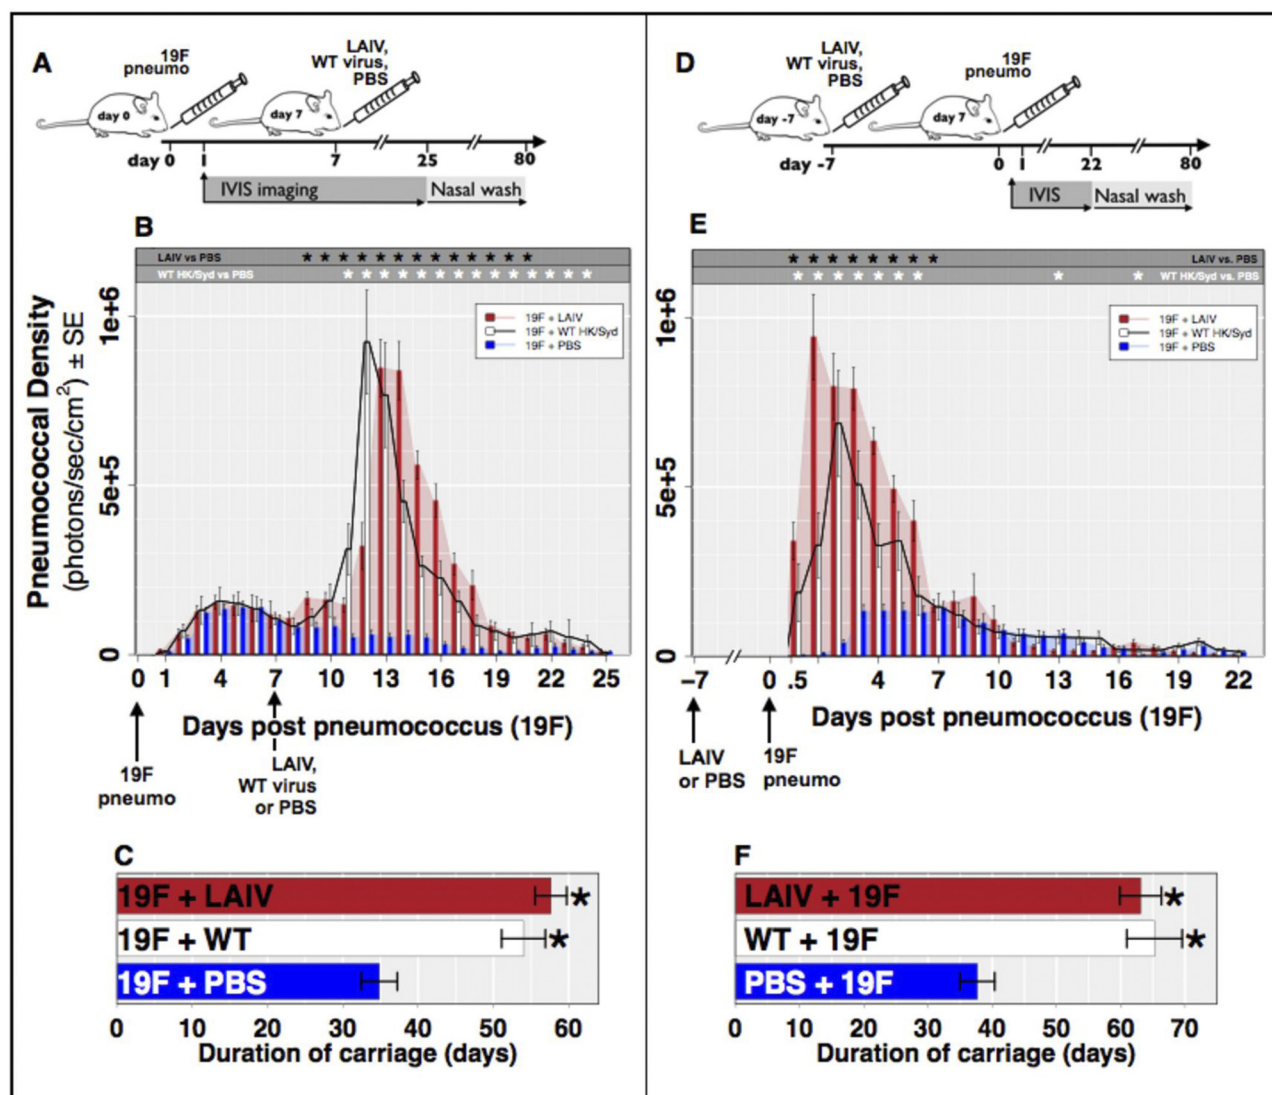 A
19F
pneumo
LAIV,
WT virus,
PBS
day 0
day 7
day 0
1
7
25
80
IVIS imaging
Nasal wash
B
LAIV vs PBS
* * * * * * * * * * * * *
WT HK/Syd vs PBS
* * * * * * * * * * * * * *
19F + LAIV
19F + WT HK/Syd
19F + PBS
Pneumococcal Density
(photons/sec/cm²) ± SE
1e+6
5e+5
0
0 1 4 7 10 13 16 19 22 25
Days post pneumococcus (19F)
19F
pneumo
LAIV,
WT virus
or PBS
C
19F + LAIV *
19F + WT *
19F + PBS
0 10 20 30 40 50 60
Duration of carriage (days)
D
LAIV,
WT virus,
PBS
19F
pneumo
day -7
day 7
day -7
0
1
22
80
IVIS
Nasal wash
E
* * * * * * * *
LAIV vs. PBS
* * * * * * * * *
WT HK/Syd vs. PBS
19F + LAIV
19F + WT HK/Syd
19F + PBS
1e+6
5e+5
0
−7 0 .5 4 7 10 13 16 19 22
Days post pneumococcus (19F)
LAIV
or PBS
19F
pneumo
F
LAIV + 19F *
WT + 19F *
PBS + 19F
0 10 20 30 40 50 60 70
Duration of carriage (days)